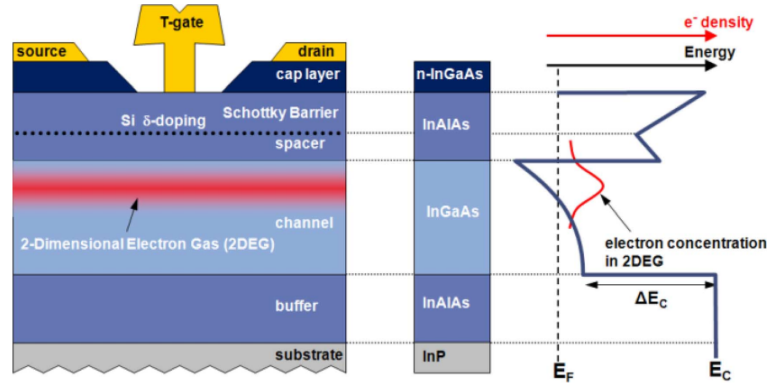 T-gate
source
drain
cap layer
Si δ-doping
Schottky Barrier
spacer
channel
2-Dimensional Electron Gas (2DEG)
buffer
substrate
n-InGaAs
InAlAs
InGaAs
InAlAs
InP
e⁻ density
Energy
electron concentration
in 2DEG
ΔE_C
E_F
E_C